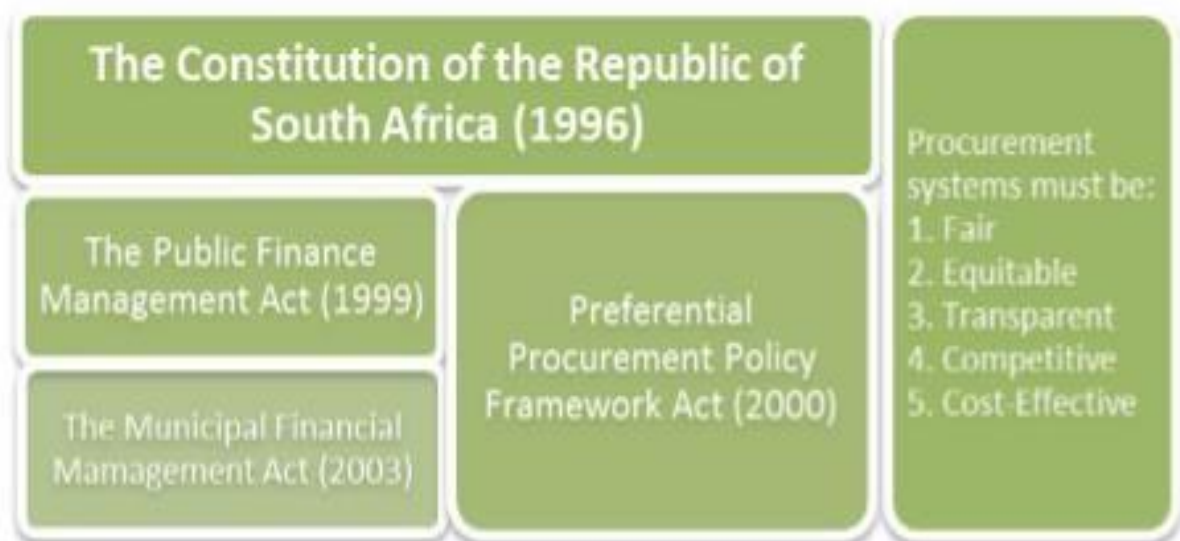 The Constitution of the Republic of
South Africa (1996)
The Public Finance
Management Act (1999)
The Municipal Financial
Mamagement Act (2003)
Preferential
Procurement Policy
Framework Act (2000)
Procurement
systems must be:
1. Fair
2. Equitable
3. Transparent
4. Competitive
5. Cost-Effective